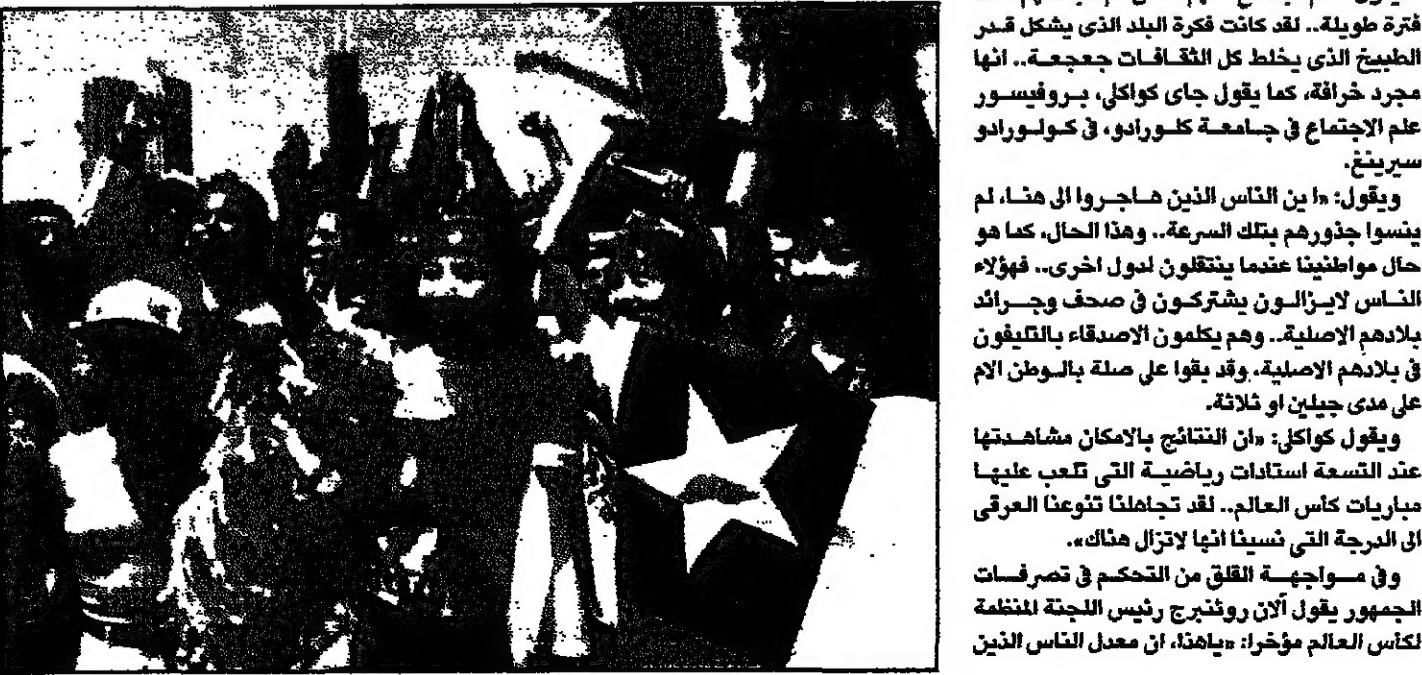 فترة طويلة.. لقد كانت فكرة البلد الذى يشكل قدر
الطبيخ الذى يخلط كل الثقافات جعجعة.. انها
مجرد خرافة، كما يقول جاى كواكلى، بروفيسور
علم الاجتماع فى جامعة كلورادو، فى كولورادو
سبرينغ.
ويقول: «ا ين الناس الذين هاجروا الى هنا، لم
ينسوا جذورهم بتلك السرعة.. وهذا الحال، كما هو
حال مواطنينا عندما ينتقلون لدول اخرى.. فهؤلاء
الناس لايزالون يشتركون فى صحف وجرائد
بلادهم الاصلية.. وهم يكلمون الاصدقاء بالتليفون
فى بلادهم الاصلية، وقد بقوا على صلة بالوطن الام
على مدى جيلين او ثلاثة.
ويقول كواكلى: «ان النتائج بالامكان مشاهدتها
عند التسعة استادات رياضية التى تلعب عليها
مباريات كأس العالم.. لقد تجاهلنا تنوعنا العرقى
الى الدرجة التى نسينا انها لاتزال هناك».
وفى مواجهة القلق من التحكم فى تصرفات
الجمهور يقول ألان روثنبرج رئيس اللجنة المنظمة
لكأس العالم مؤخرا: «ياهذا، ان معدل الناس الذين